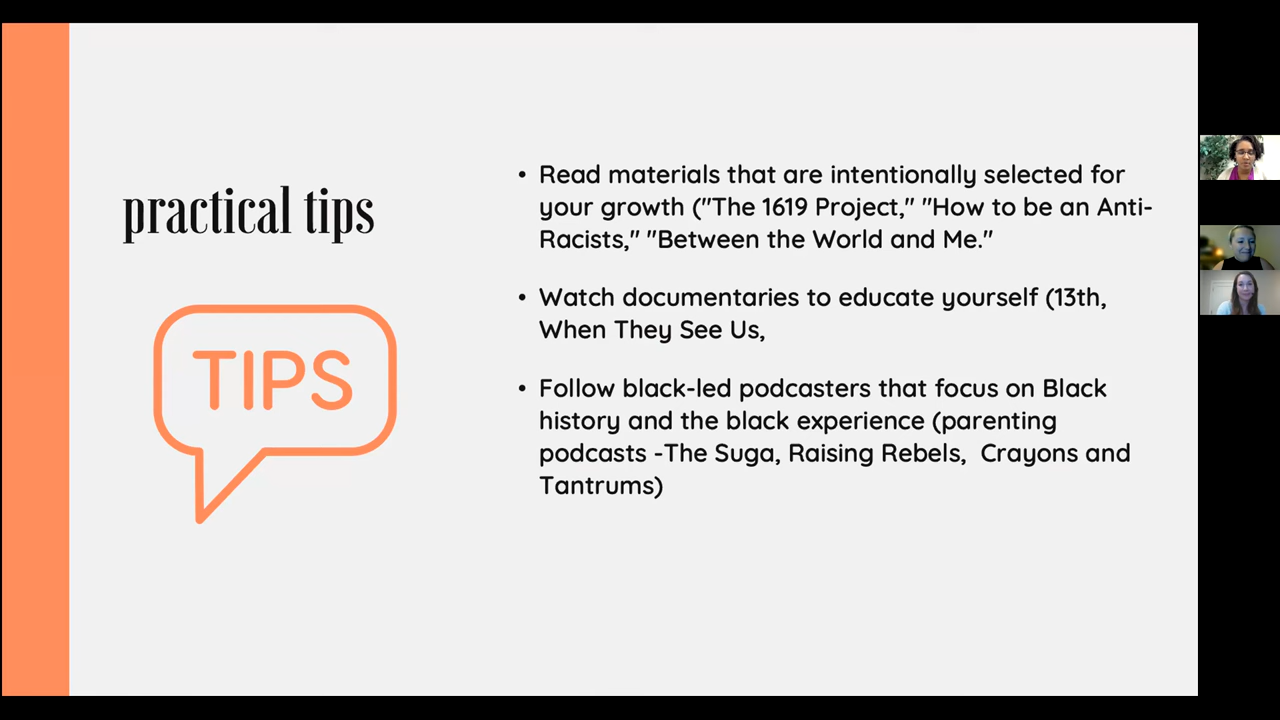 practical tips
TIPS
• Read materials that are intentionally selected for
your growth ("The 1619 Project," "How to be an Anti-
Racists," "Between the World and Me."
• Watch documentaries to educate yourself (13th,
When They See Us,
• Follow black-led podcasters that focus on Black
history and the black experience (parenting
podcasts -The Suga, Raising Rebels,  Crayons and
Tantrums)